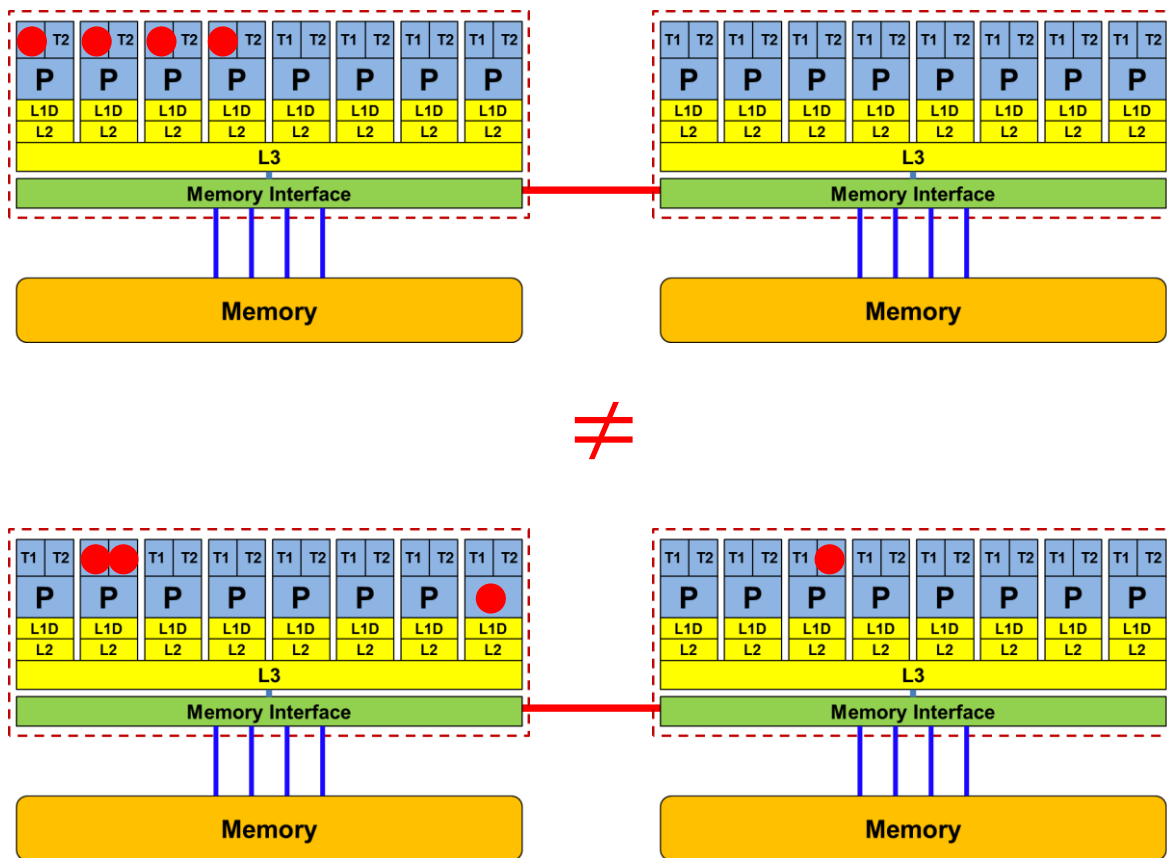 T2 T2 T2 T2 T1 T2 T1 T2 T1 T2 T1 T2 T1 T2 T1 T2 T1 T2 T1 T2 T1 T2 T1 T2 T1 T2 T1 T2
P P P P P P P P P P P P P P P P
L1D L1D L1D L1D L1D L1D L1D L1D L1D L1D L1D L1D L1D L1D L1D L1D
L2 L2 L2 L2 L2 L2 L2 L2 L2 L2 L2 L2 L2 L2 L2 L2
L3 L3
Memory Interface Memory Interface
Memory Memory
≠
T1 T2 T1 T2 T1 T2 T1 T2 T1 T2 T1 T2 T1 T2 T1 T2 T1 T2 T1 T1 T2 T1 T2 T1 T2 T1 T2 T1 T2
P P P P P P P P P P P P P P P
L1D L1D L1D L1D L1D L1D L1D L1D L1D L1D L1D L1D L1D L1D L1D L1D
L2 L2 L2 L2 L2 L2 L2 L2 L2 L2 L2 L2 L2 L2 L2 L2
L3 L3
Memory Interface Memory Interface
Memory Memory